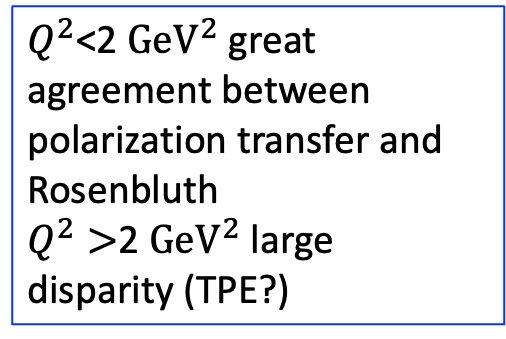 Q²<2 GeV² great
agreement between
polarization transfer and
Rosenbluth
Q² >2 GeV² large
disparity (TPE?)